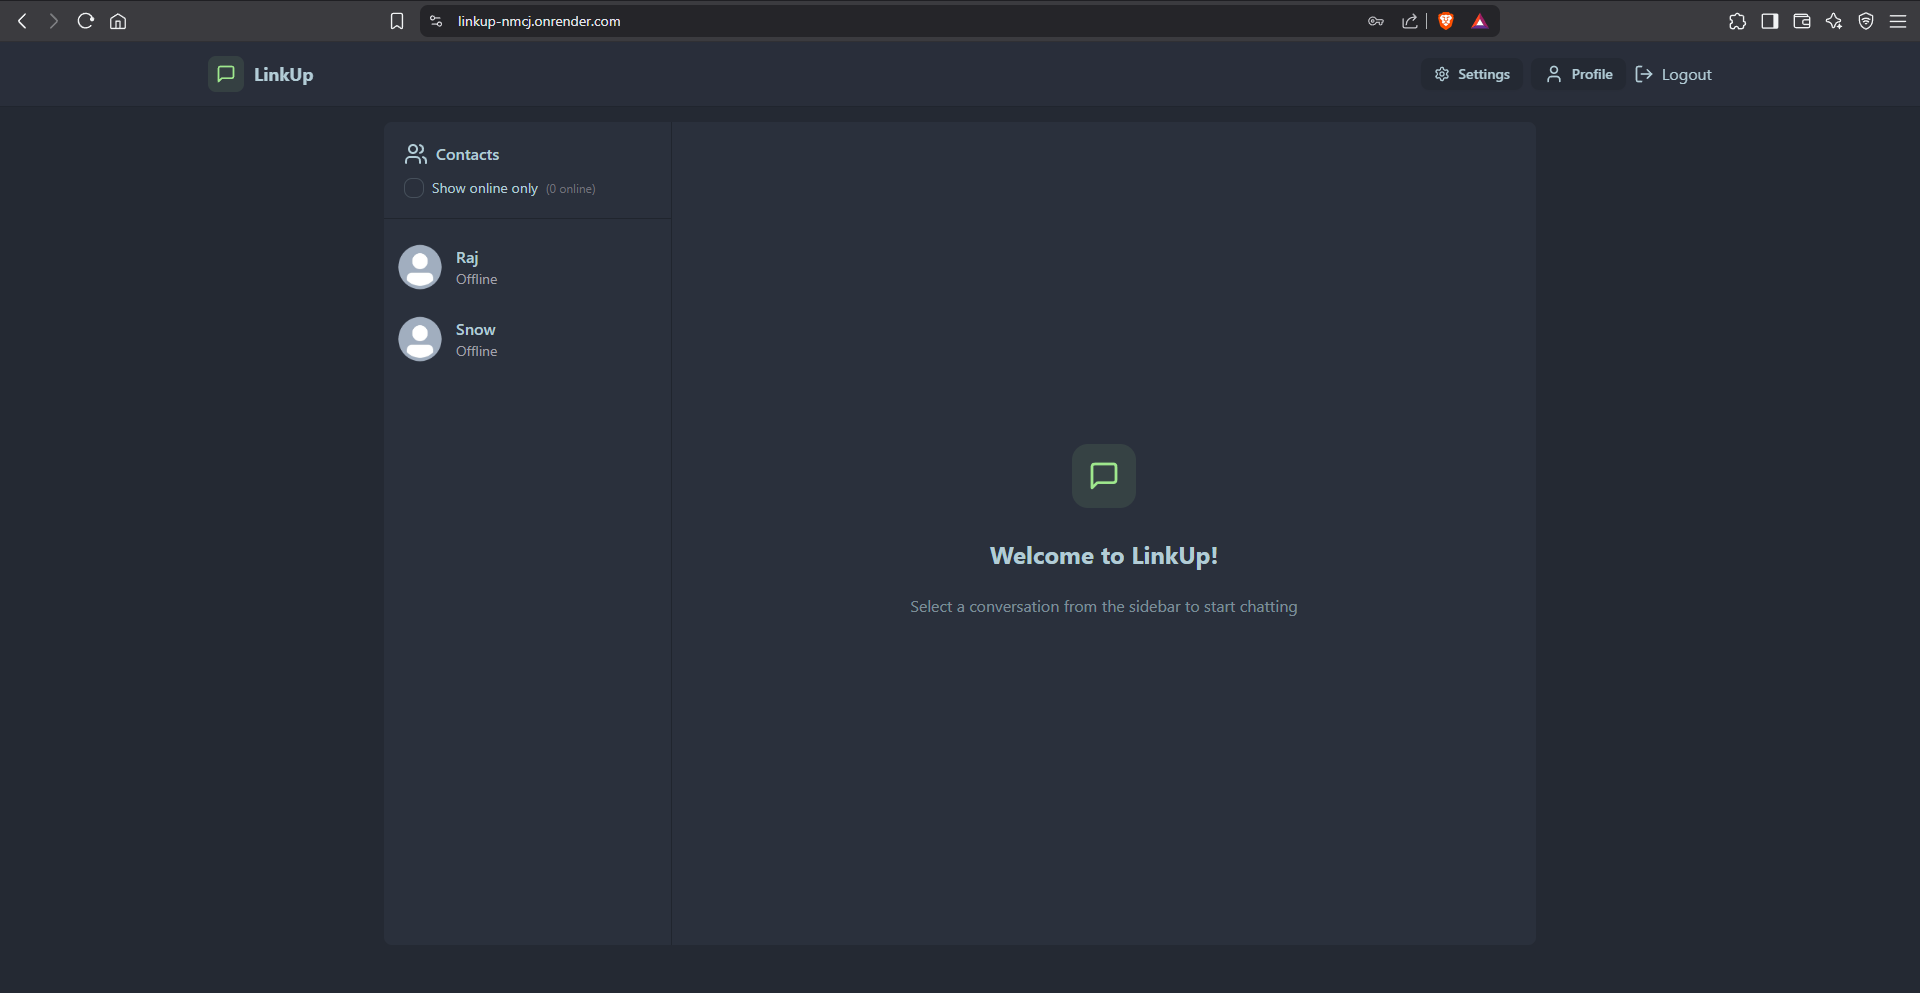 linkup-nmcj.onrender.com
LinkUp
Settings
Profile
Logout
Contacts
Show online only (0 online)
Raj
Offline
Snow
Offline
Welcome to LinkUp!
Select a conversation from the sidebar to start chatting